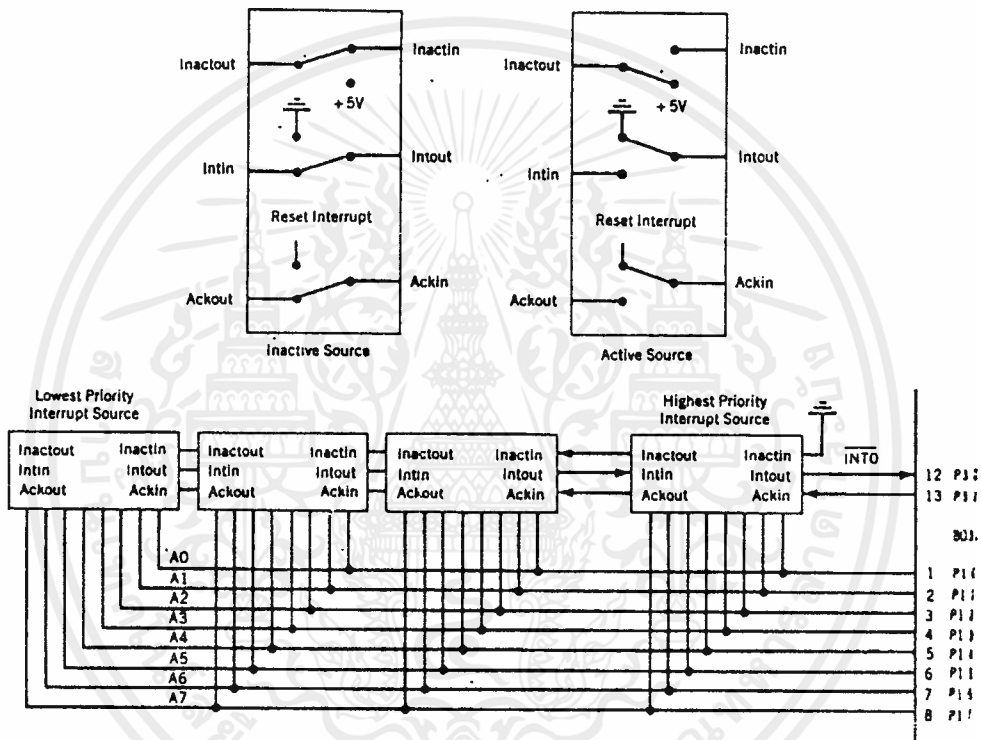 Inactout
Inactin
+ 5V
Intin
Intout
Reset Interrupt
Ackout
Ackin
Inactive Source
Inactout
Inactin
+ 5V
Intin
Intout
Reset Interrupt
Ackout
Ackin
Active Source
Lowest Priority
Interrupt Source
Highest Priority
Interrupt Source
Inactout Inactin
Intin Intout
Ackout Ackin
Inactout Inactin
Intin Intout
Ackout Ackin
Inactout Inactin
Intin Intout
Ackout Ackin
Inactout Inactin
Intin Intout
Ackout Ackin
INT0
12
13
A0
A1
A2
A3
A4
A5
A6
A7
1
2
3
4
5
6
7
8